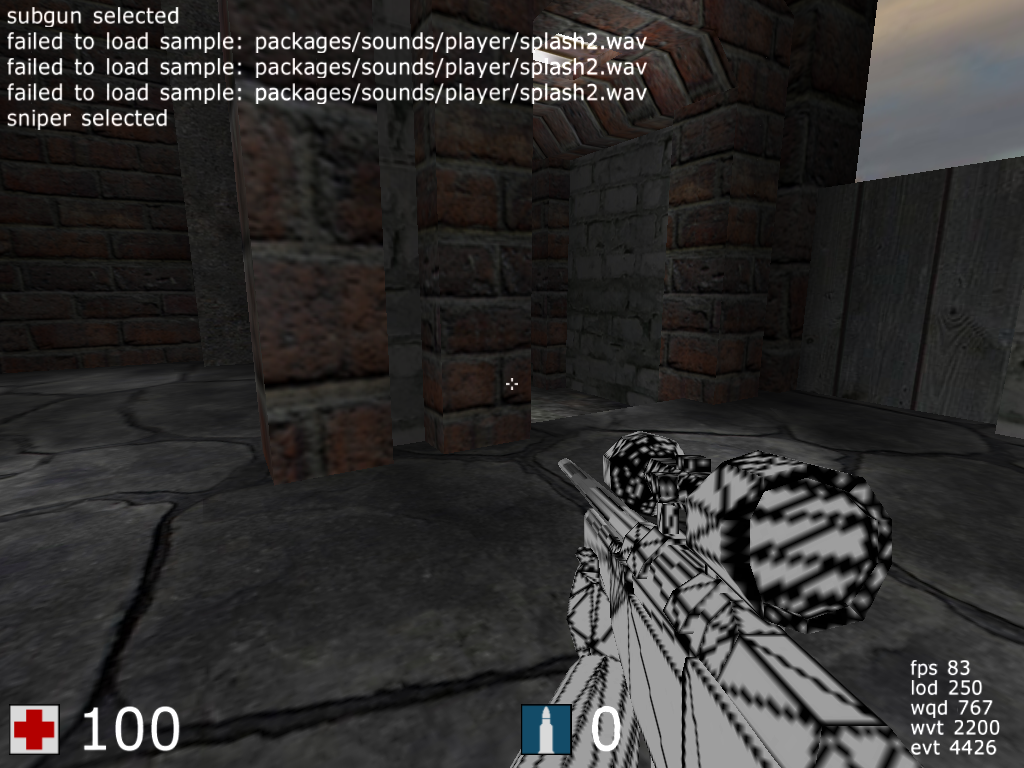 subgun selected
failed to load sample: packages/sounds/player/splash2.wav
failed to load sample: packages/sounds/player/splash2.wav
failed to load sample: packages/sounds/player/splash2.wav
sniper selected
fps 83
lod 250
wqd 767
wvt 2200
evt 4426
100
0